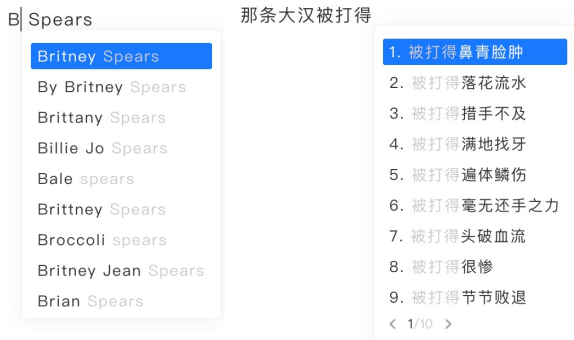 B Spears
Britney Spears
By Britney Spears
Brittany Spears
Billie Jo Spears
Bale spears
Brittney Spears
Broccoli spears
Britney Jean Spears
Brian Spears
那条大汉被打得
1. 被打得鼻青脸肿
2. 被打得落花流水
3. 被打得措手不及
4. 被打得满地找牙
5. 被打得遍体鳞伤
6. 被打得毫无还手之力
7. 被打得头破血流
8. 被打得很惨
9. 被打得节节败退
1/10